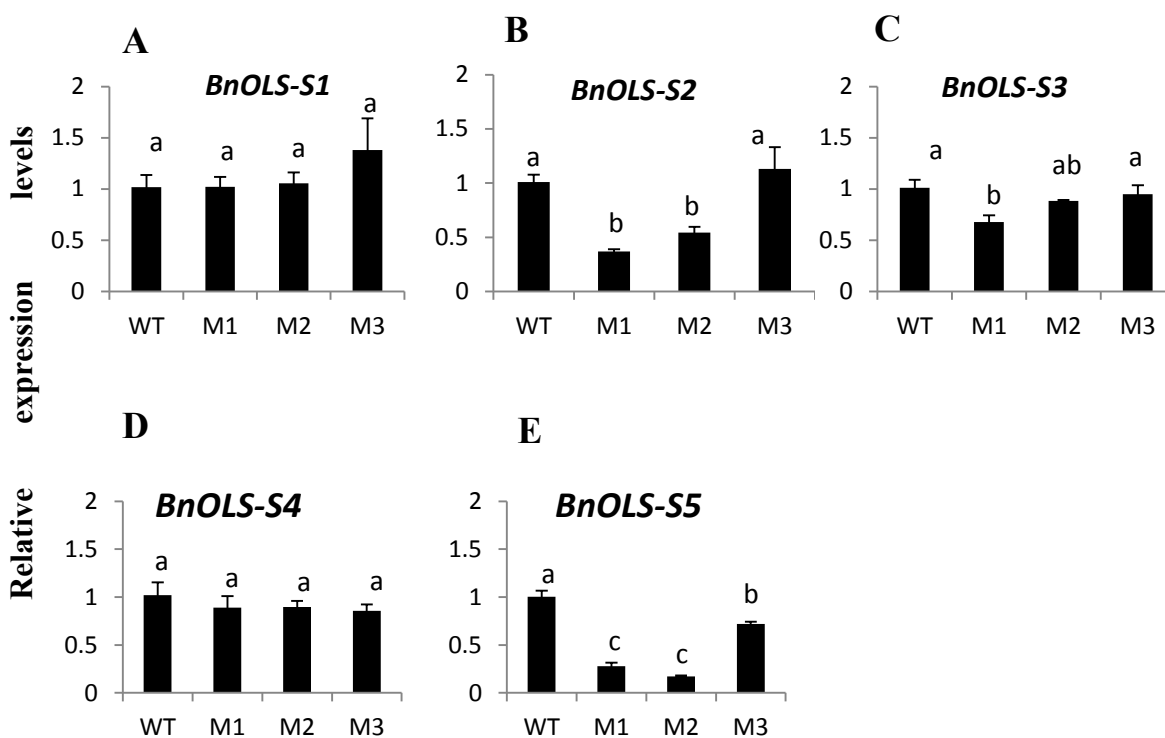 A
B
C
BnOLS-S1
BnOLS-S2
BnOLS-S3
Relative expression levels
2
1.5
1
0.5
0
a
a
a
a
WT M1 M2 M3
2
1.5
1
0.5
0
a
b
b
a
WT M1 M2 M3
2
1.5
1
0.5
0
a
b
ab
a
WT M1 M2 M3
D
E
BnOLS-S4
BnOLS-S5
2
1.5
1
0.5
0
a
a
a
a
WT M1 M2 M3
2
1.5
1
0.5
0
a
c
c
b
WT M1 M2 M3